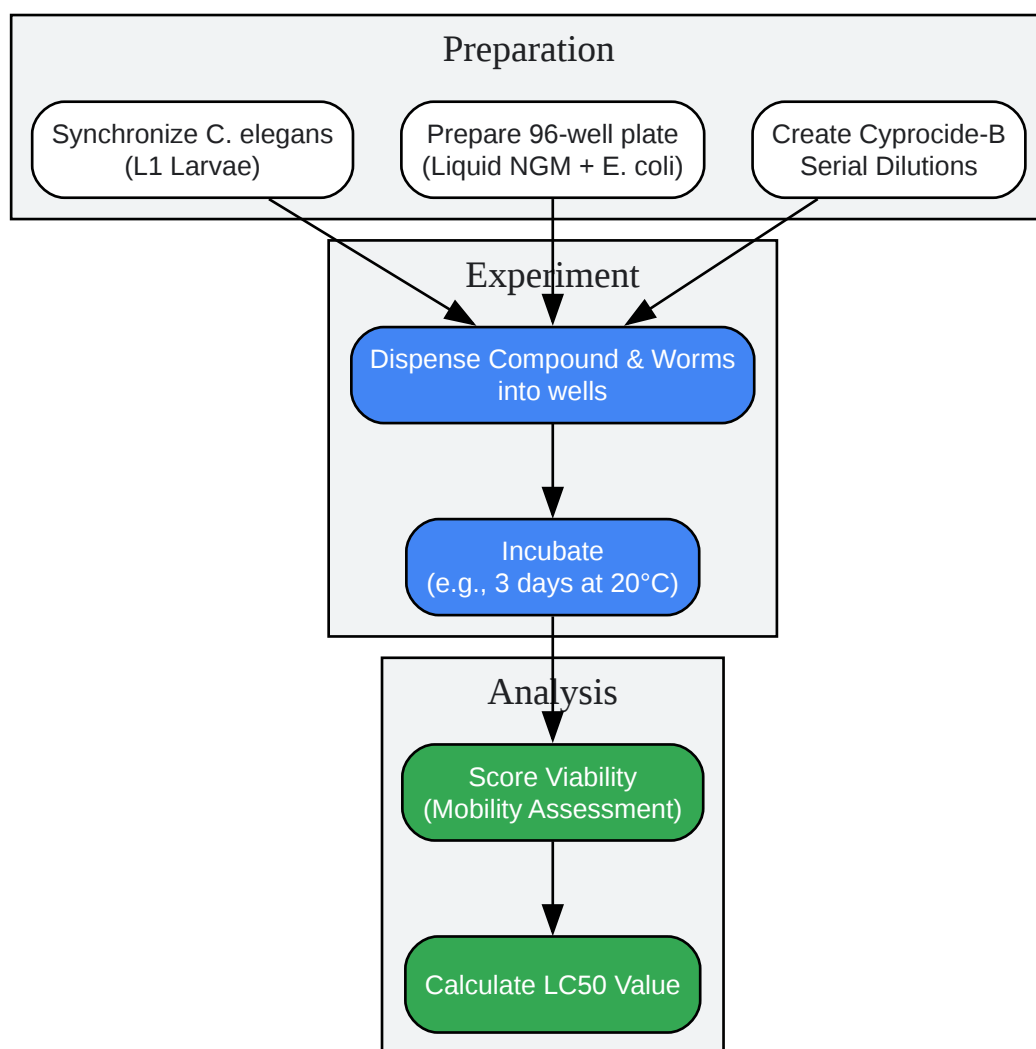 Preparation
Synchronize C. elegans
(L1 Larvae)
Prepare 96-well plate
(Liquid NGM + E. coli)
Create Cyprocide-B
Serial Dilutions
Experiment
Dispense Compound & Worms
into wells
Incubate
(e.g., 3 days at 20°C)
Analysis
Score Viability
(Mobility Assessment)
Calculate LC50 Value